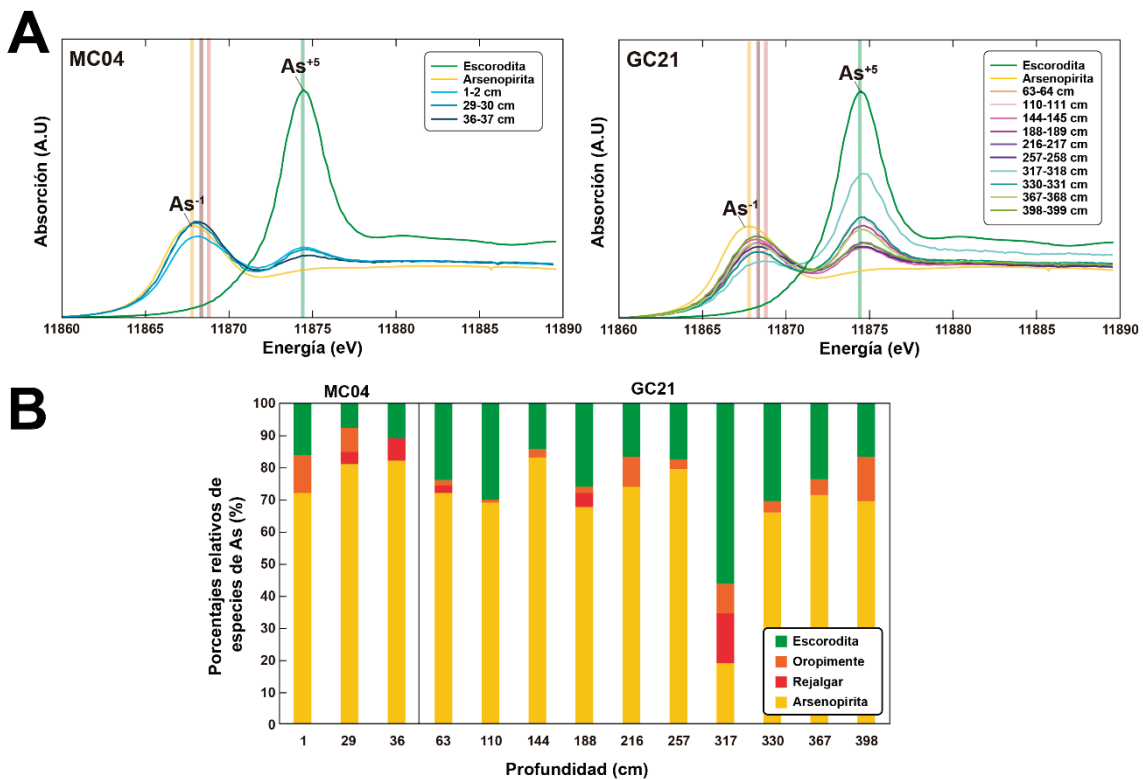 A
MC04
As+5
As-1
Escorodita
Arsenopirita
1-2 cm
29-30 cm
36-37 cm
Absorción (A.U)
11860 11865 11870 11875 11880 11885 11890
Energía (eV)
GC21
As+5
As-1
Escorodita
Arsenopirita
63-64 cm
110-111 cm
144-145 cm
188-189 cm
216-217 cm
257-258 cm
317-318 cm
330-331 cm
367-368 cm
398-399 cm
Absorción (A.U)
11860 11865 11870 11875 11880 11885 11890
Energía (eV)
B
MC04 GC21
Porcentajes relativos de
especies de As (%)
100
90
80
70
60
50
40
30
20
10
0
Escorodita
Oropimente
Rejalgar
Arsenopirita
1 29 36 63 110 144 188 216 257 317 330 367 398
Profundidad (cm)